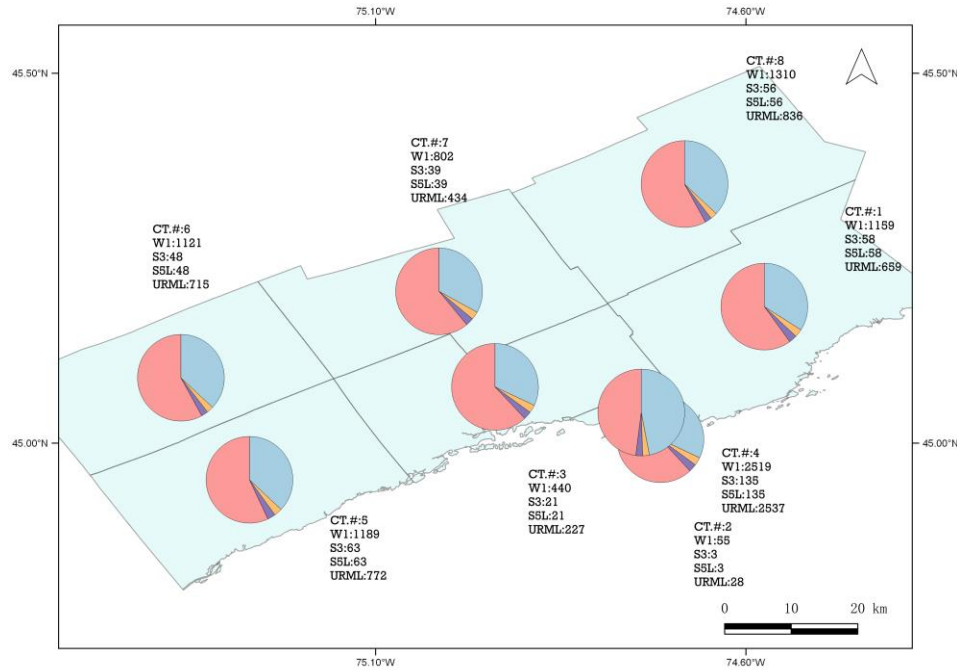 75.10°W
74.60°W
45.50°N
45.50°N
CT.#:8
W1:1310
S3:56
S5L:56
URML:836
CT.#:7
W1:802
S3:39
S5L:39
URML:434
CT.#:1
W1:1159
S3:58
S5L:58
URML:659
CT.#:6
W1:1121
S3:48
S5L:48
URML:715
45.00°N
45.00°N
CT.#:4
W1:2519
S3:135
S5L:135
URML:2537
CT.#:3
W1:440
S3:21
S5L:21
URML:227
CT.#:5
W1:1189
S3:63
S5L:63
URML:772
CT.#:2
W1:55
S3:3
S5L:3
URML:28
0 10 20 km
75.10°W
74.60°W